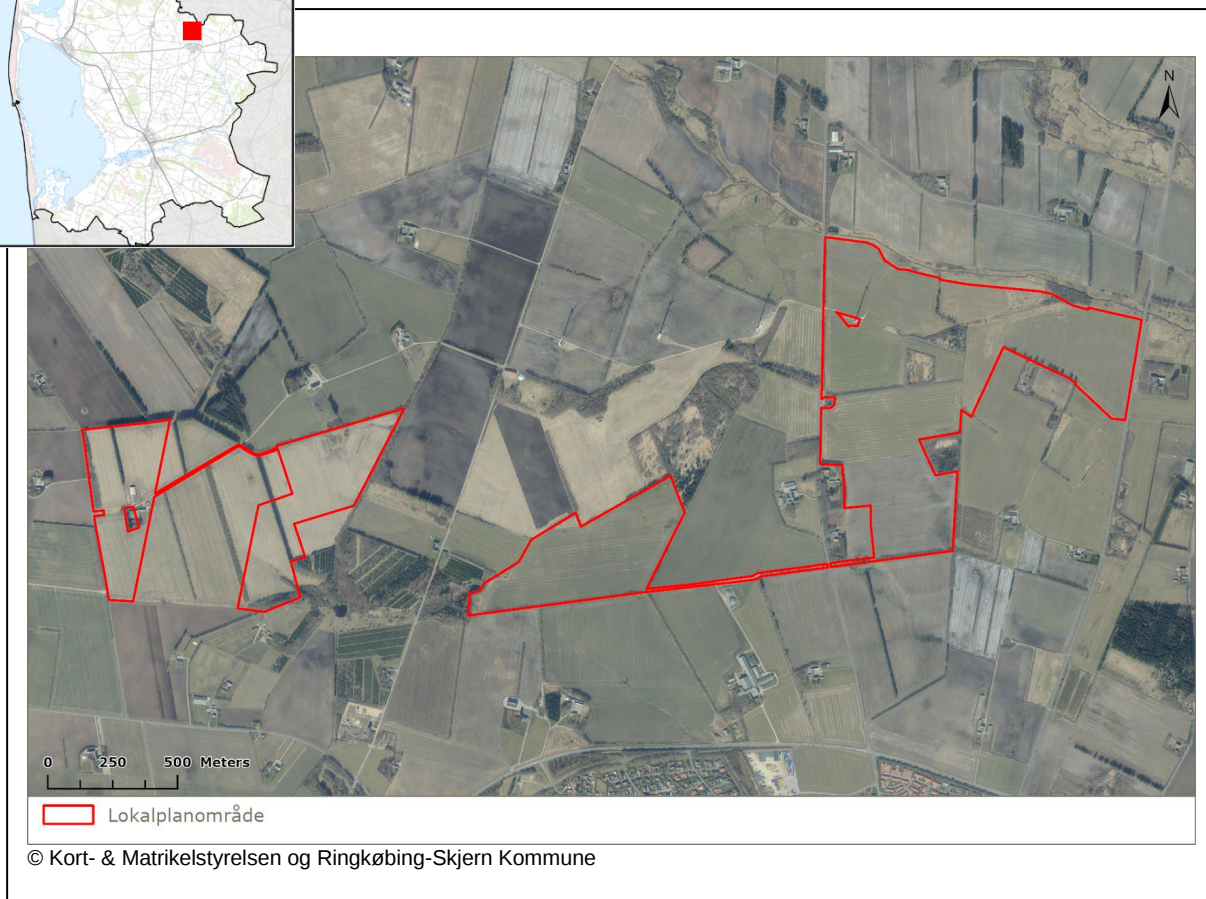 N
0 250 500 Meters
Lokalplanområde
© Kort- & Matrikelstyrelsen og Ringkøbing-Skjern Kommune